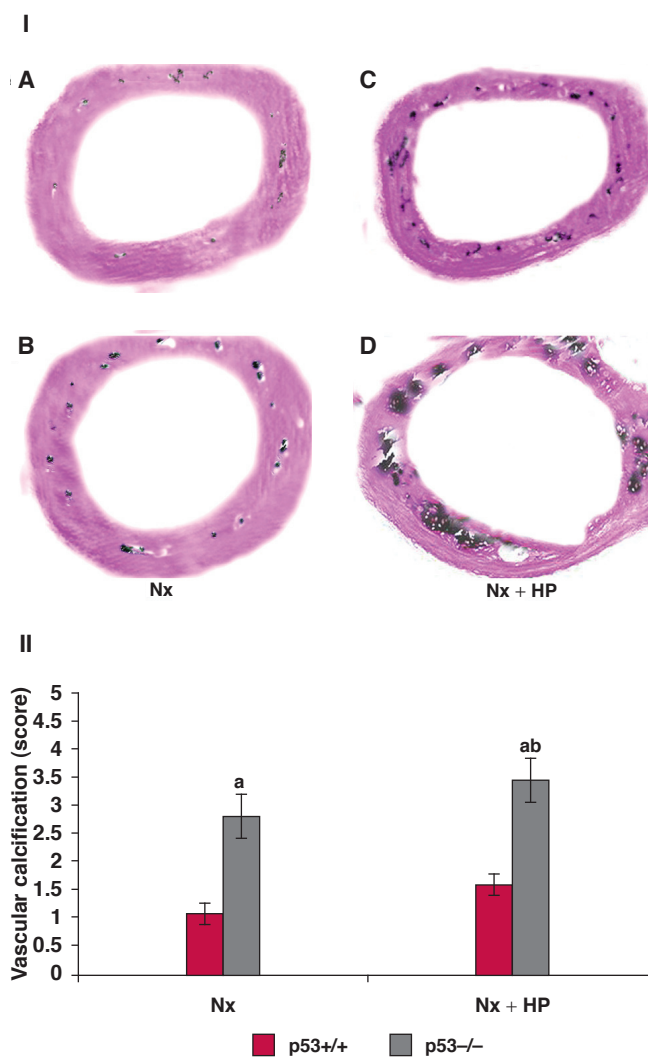 I
A
C
B
D
Nx
Nx + HP
II
Vascular calcification (score)
5
4.5
4
3.5
3
2.5
2
1.5
1
0.5
0
a
ab
Nx
Nx + HP
p53+/+
p53–/–